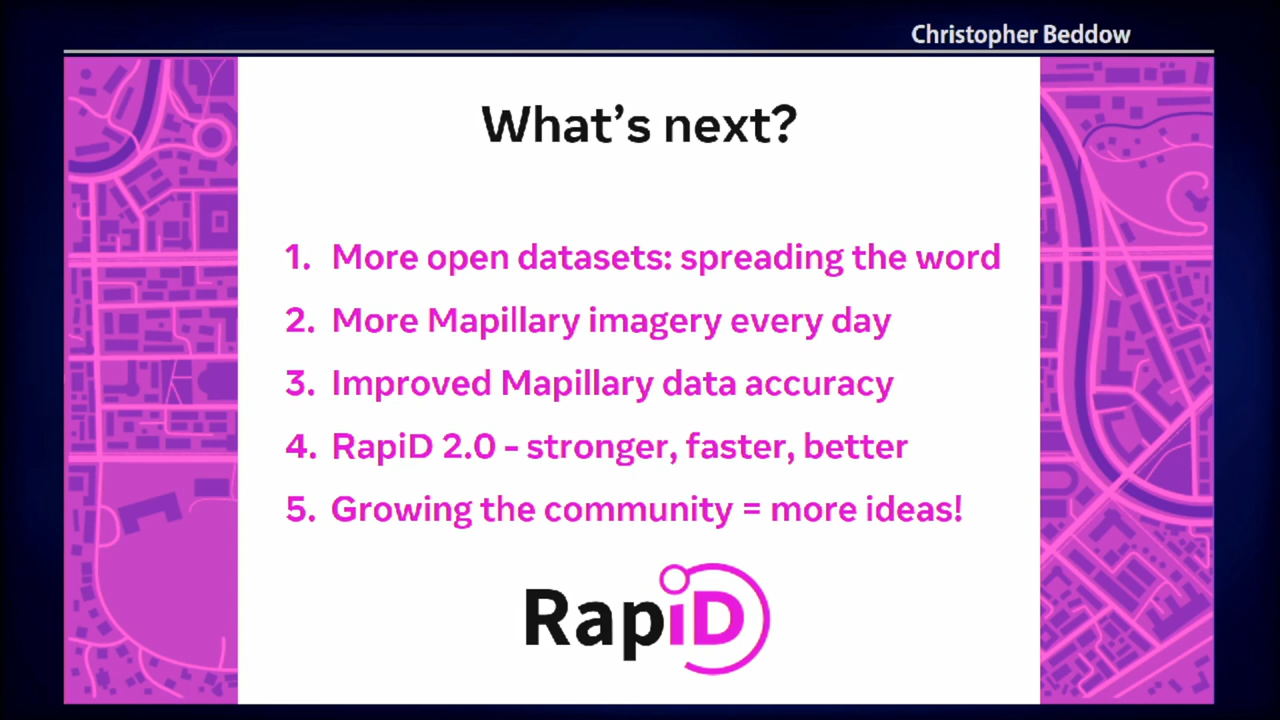 Christopher Beddow
What's next?
1. More open datasets: spreading the word
2. More Mapillary imagery every day
3. Improved Mapillary data accuracy
4. RapiD 2.0 - stronger, faster, better
5. Growing the community = more ideas!
RapiD